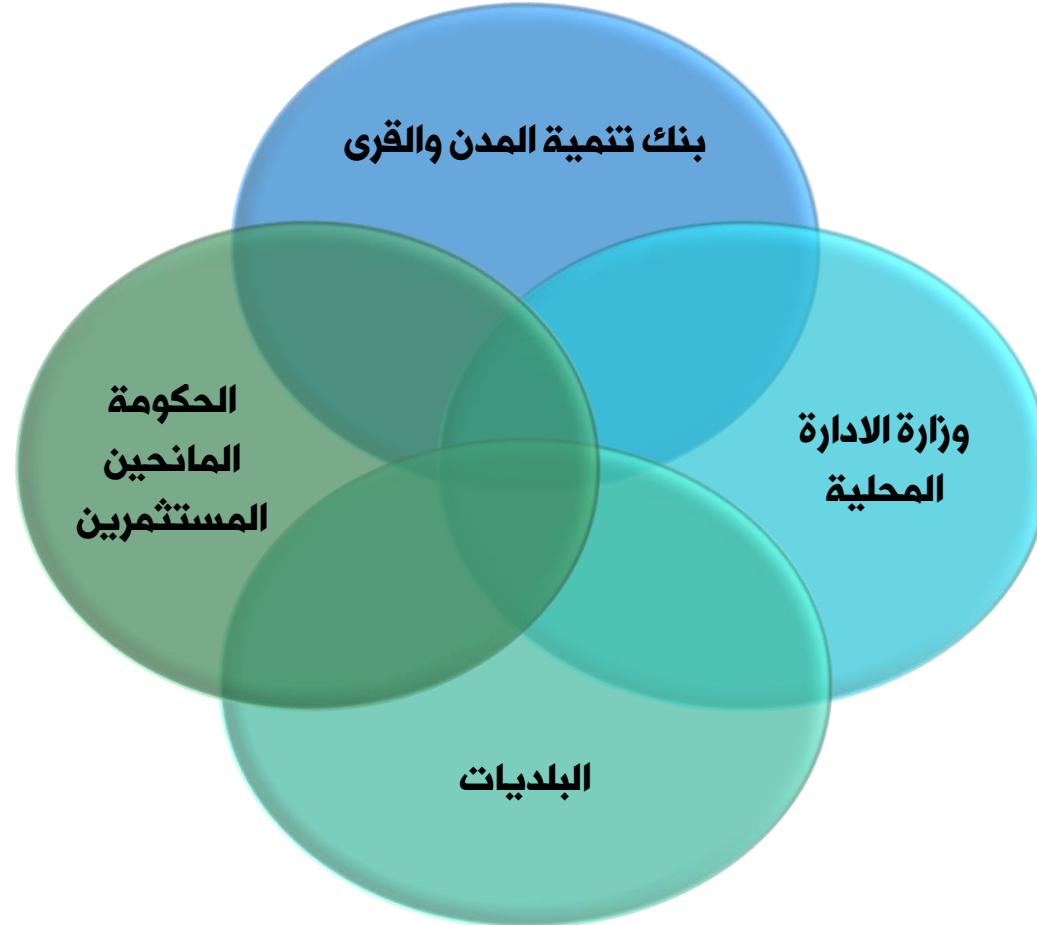 بنك تنمية المدن والقرى
وزارة الادارة
المحلية
الحكومة
المانحين
المستثمرين
البلديات